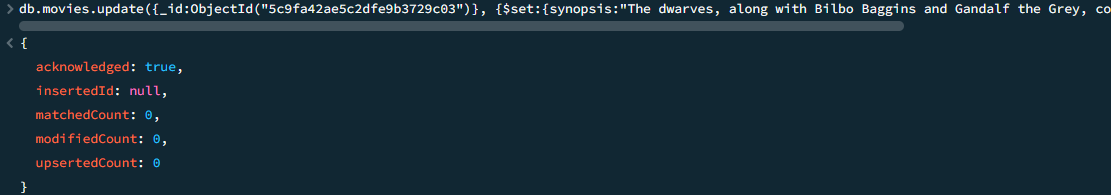 > db.movies.update({_id:ObjectId("5c9fa42ae5c2dfe9b3729c03")}, {$set:{synopsis:"The dwarves, along with Bilbo Baggins and Gandalf the Grey, co
< {
acknowledged: true,
insertedId: null,
matchedCount: 0,
modifiedCount: 0,
upsertedCount: 0
}